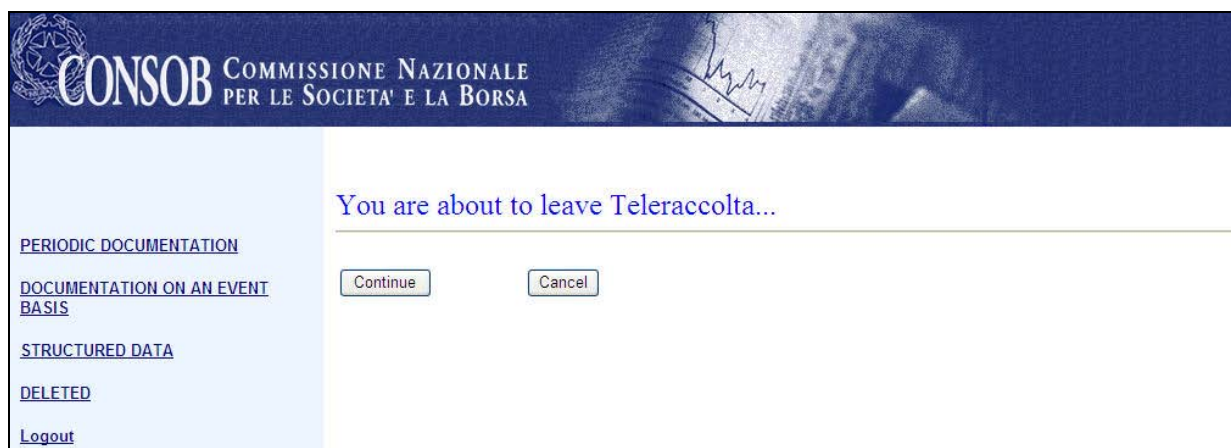 CONSOB COMMISSIONE NAZIONALE
PER LE SOCIETA' E LA BORSA
You are about to leave Teleraccolta...
PERIODIC DOCUMENTATION
DOCUMENTATION ON AN EVENT
BASIS
STRUCTURED DATA
DELETED
Logout
Continue
Cancel